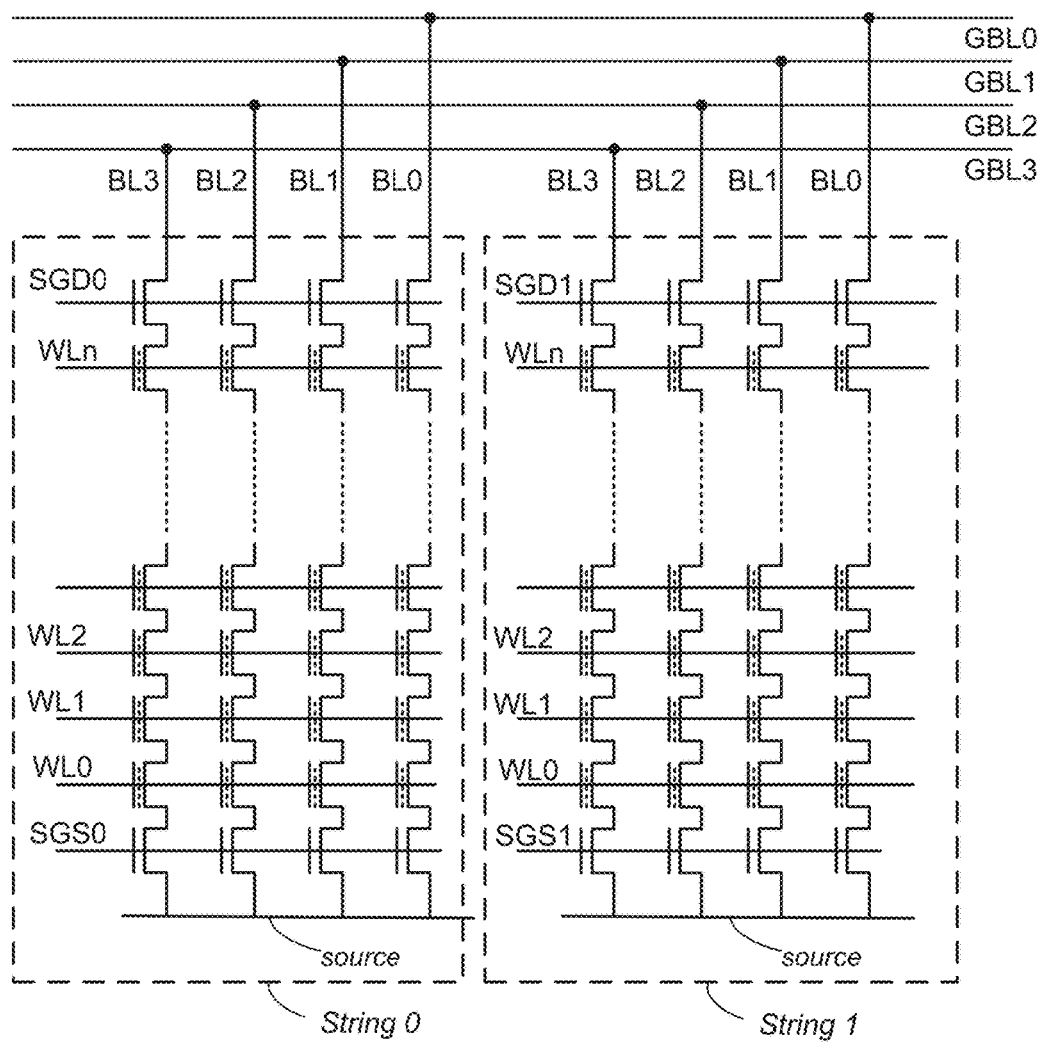 GBL0
GBL1
GBL2
GBL3
BL3 BL2 BL1 BL0 BL3 BL2 BL1 BL0
SGD0 SGD1
WLn WLn
WL2 WL2
WL1 WL1
WL0 WL0
SGS0 SGS1
source source
String 0 String 1